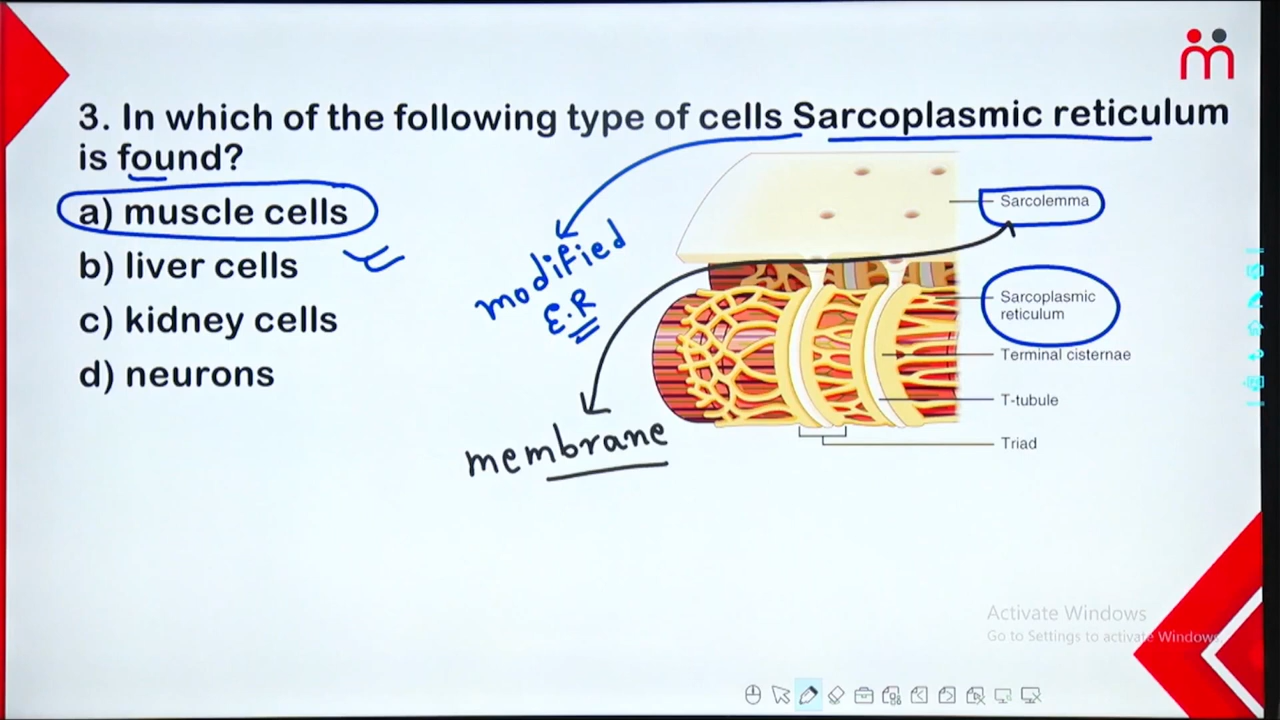 3. In which of the following type of cells Sarcoplasmic reticulum
is found?
a) muscle cells
b) liver cells
c) kidney cells
d) neurons
modified
E.R
membrane
Sarcolemma
Sarcoplasmic
reticulum
Terminal cisternae
T-tubule
Triad
Activate Windows
Go to Settings to activate Windows